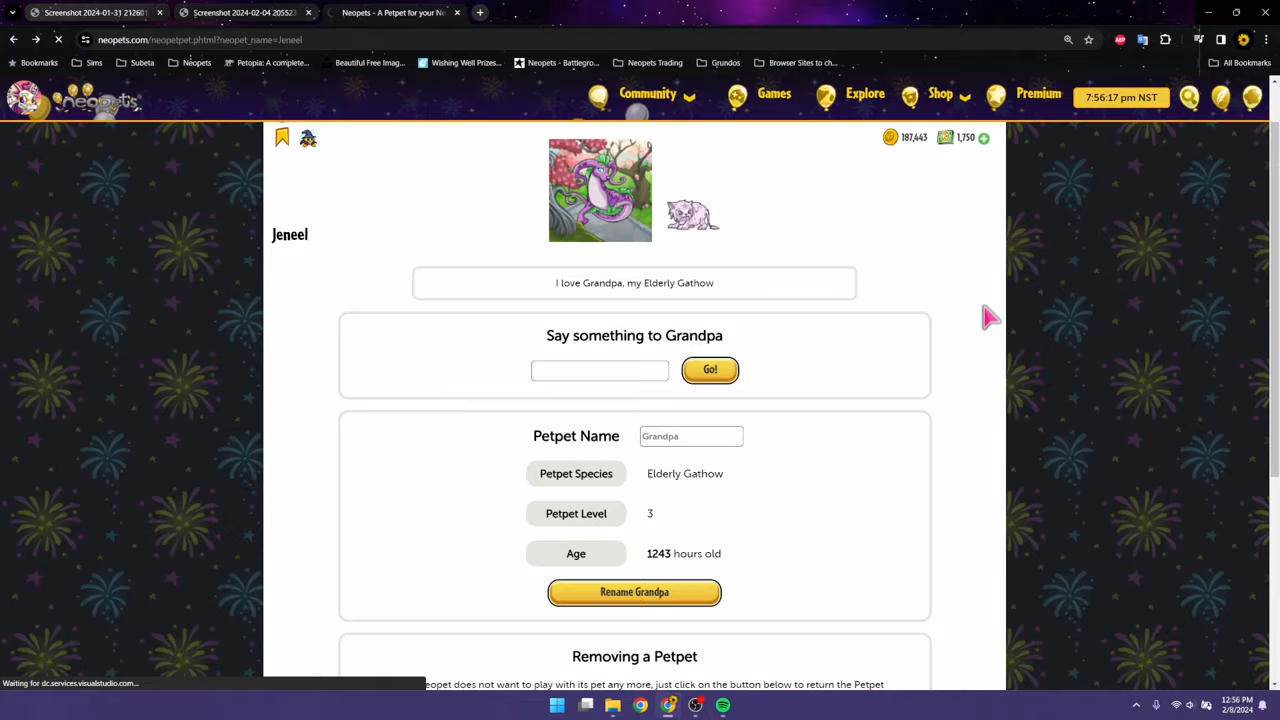 Screenshot 2024-01-31 212601
Screenshot 2024-02-04 205523
Neopets - A Petpet for your Ne
neopets.com/neopetpet.phtml?neopet_name=Jeneel
Bookmarks Sims Subeta Neopets Petopia: A complete... Beautiful Free Imag... Wishing Well Prizes... Neopets - Battlegro... Neopets Trading Grundos Browser Sites to ch... All Bookmarks
neopets Community Games Explore Shop Premium 7:56:17 pm NST
187,443 1,750
Jeneel
I love Grandpa, my Elderly Gathow
Say something to Grandpa
Go!
Petpet Name Grandpa
Petpet Species Elderly Gathow
Petpet Level 3
Age 1243 hours old
Rename Grandpa
Removing a Petpet
eopet does not want to play with its pet any more, just click on the button below to return the Petpet
Waiting for dc.services.visualstudio.com...
12:56 PM
2/8/2024